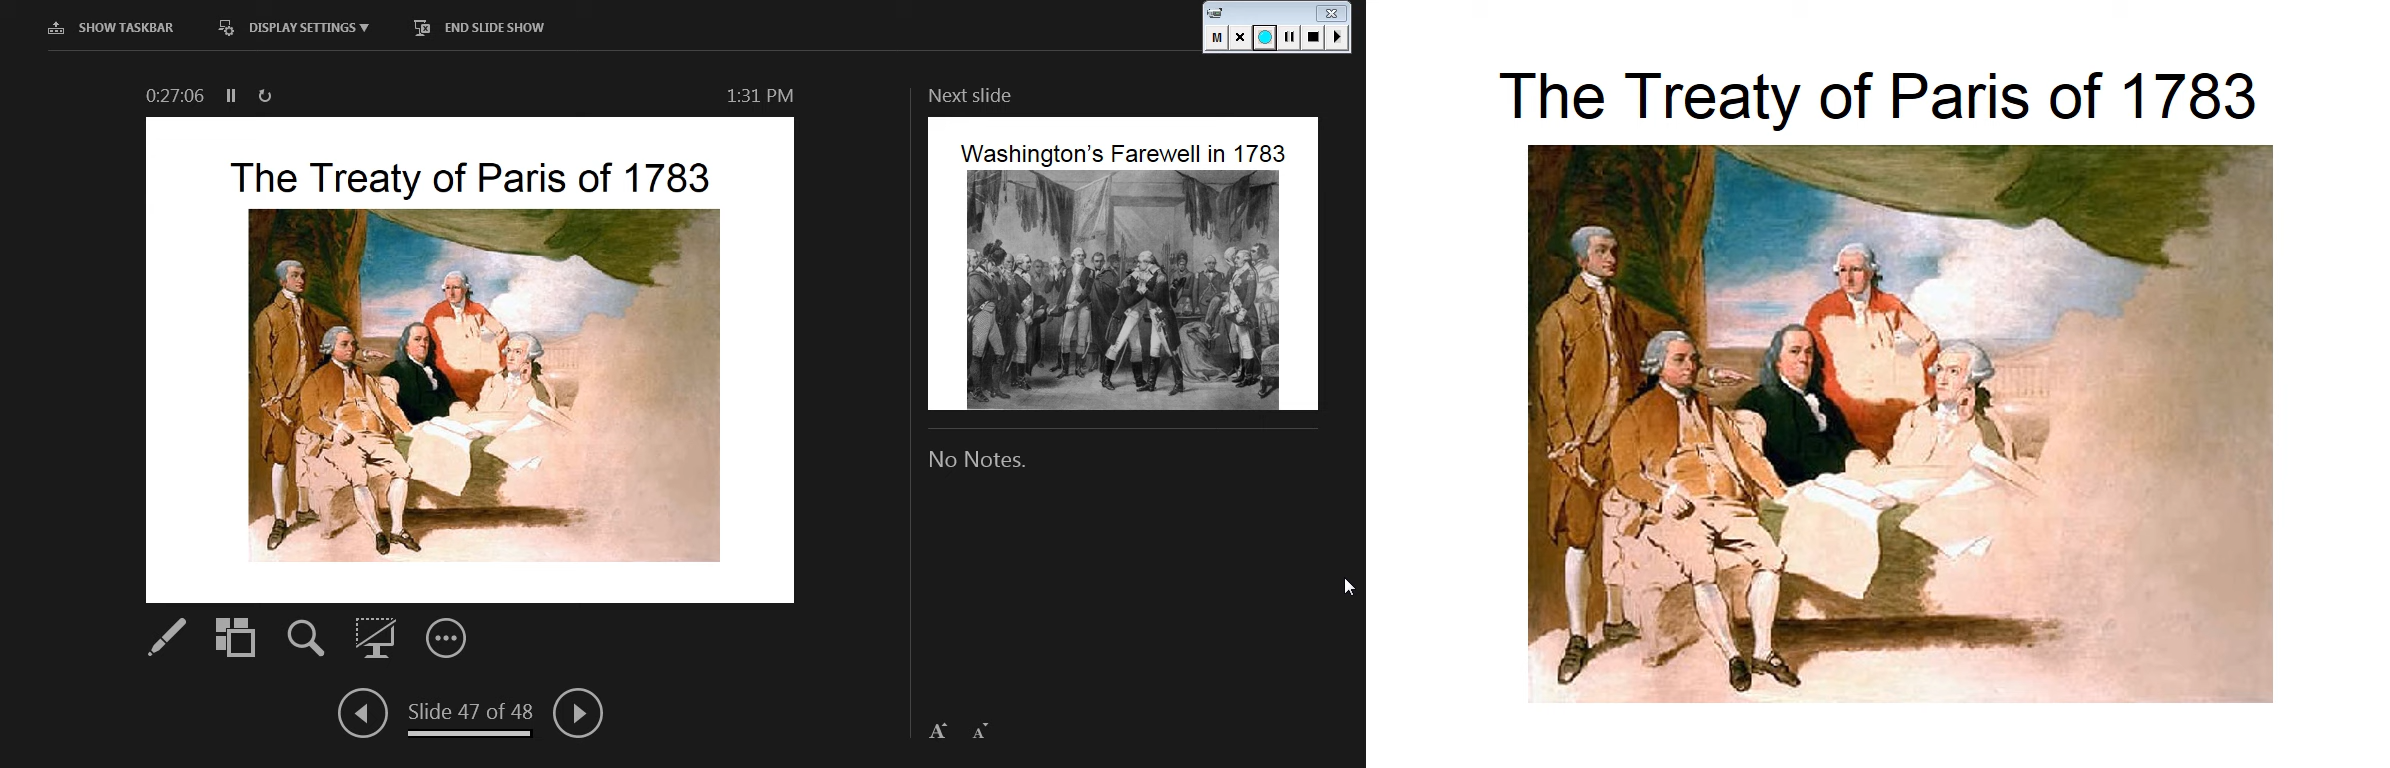 SHOW TASKBAR
DISPLAY SETTINGS ▼
END SLIDE SHOW
M
0:27:06
1:31 PM
Next slide
The Treaty of Paris of 1783
Washington’s Farewell in 1783
No Notes.
Slide 47 of 48
A
A
The Treaty of Paris of 1783